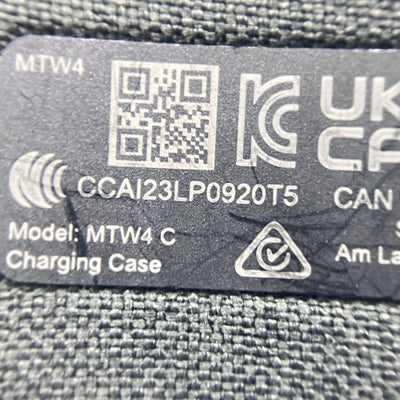 MTW4
UK
CA
CCAI23LP0920T5
CAN
Model: MTW4 C
Charging Case
S
Am La